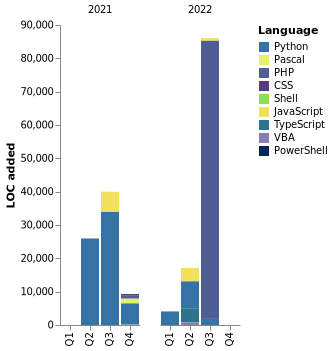 2021 2022
Language
Python
Pascal
PHP
CSS
Shell
JavaScript
TypeScript
VBA
PowerShell
LOC added
90,000
80,000
70,000
60,000
50,000
40,000
30,000
20,000
10,000
0
Q1 Q2 Q3 Q4 Q1 Q2 Q3 Q4